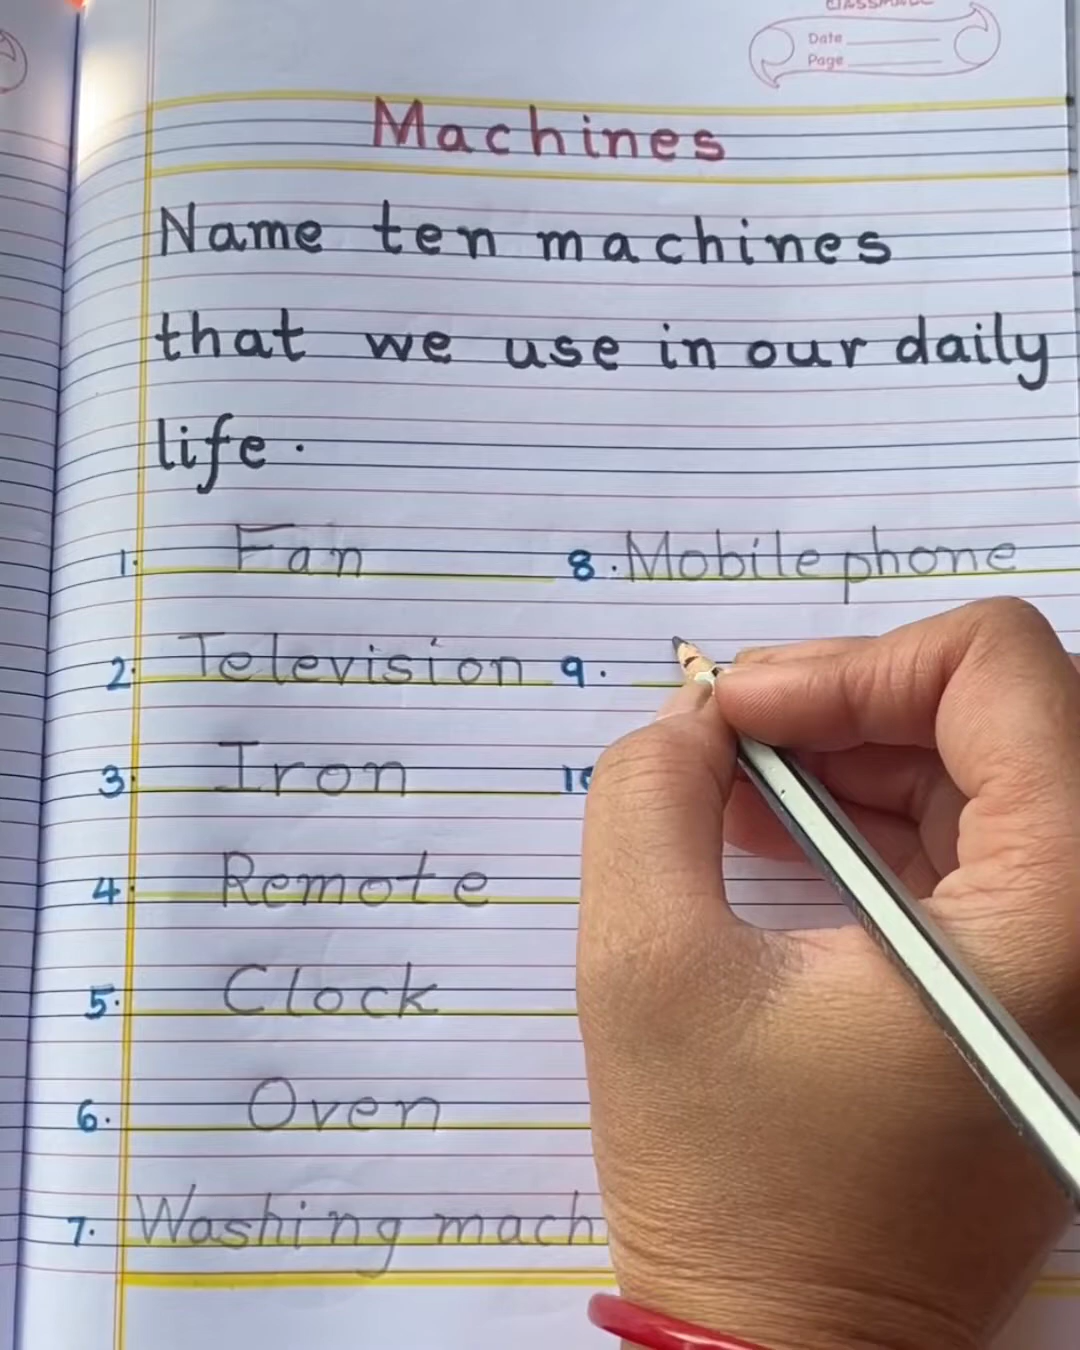 Date
Page
Machines
Name ten machines
that we use in our daily
life.
1. Fan
2. Television
3. Iron
4. Remote
5. Clock
6. Oven
7. Washing mach
8. Mobile phone
9.